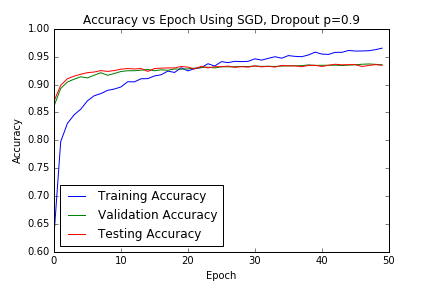 Accuracy vs Epoch Using SGD, Dropout p=0.9
1.00
0.95
0.90
0.85
0.80
0.75
0.70
0.65
0.60
Accuracy
Training Accuracy
Validation Accuracy
Testing Accuracy
0 10 20 30 40 50
Epoch